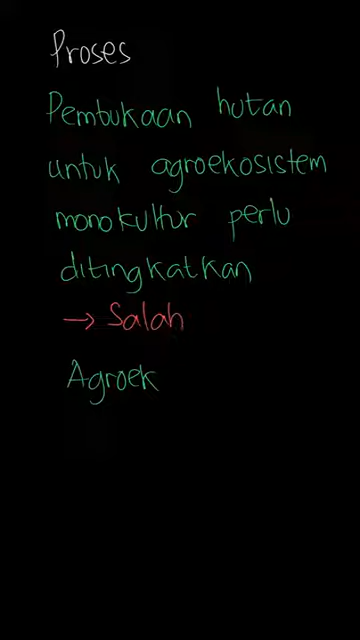 Proses
Pembukaan hutan
untuk agroekosistem
monokultur perlu
ditingkatkan
→ Salah
Agroek